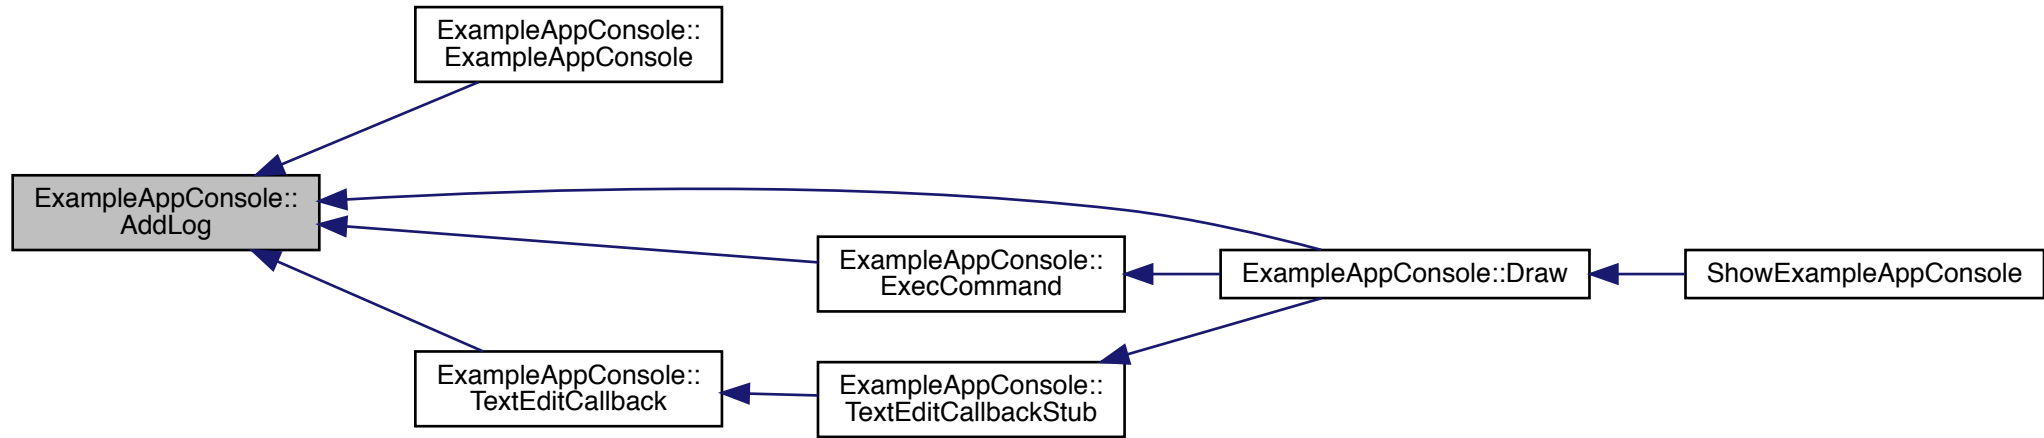 ExampleAppConsole::
ExampleAppConsole
ExampleAppConsole::
AddLog
ExampleAppConsole::
ExecCommand
ExampleAppConsole::Draw
ShowExampleAppConsole
ExampleAppConsole::
TextEditCallback
ExampleAppConsole::
TextEditCallbackStub